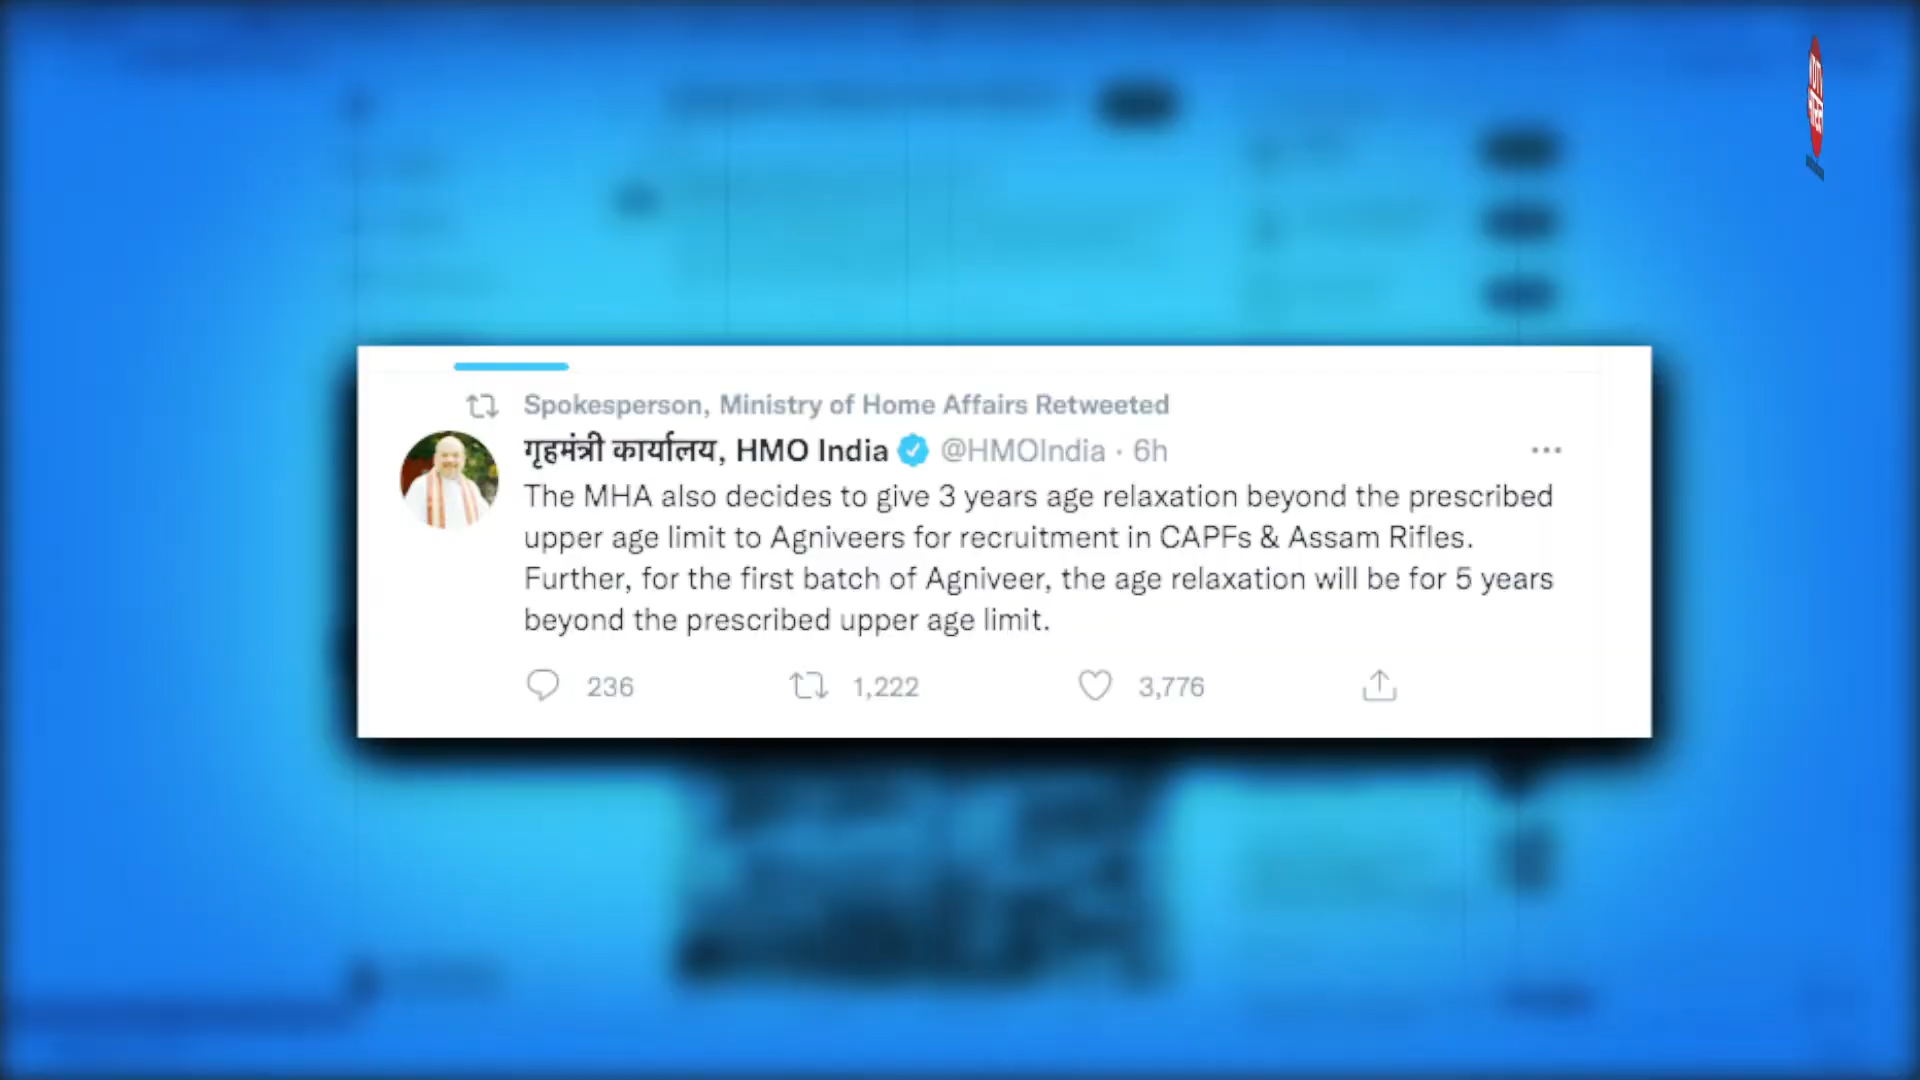 Spokesperson, Ministry of Home Affairs Retweeted
गृहमंत्री कार्यालय, HMO India @HMOIndia · 6h
The MHA also decides to give 3 years age relaxation beyond the prescribed
upper age limit to Agniveers for recruitment in CAPFs & Assam Rifles.
Further, for the first batch of Agniveer, the age relaxation will be for 5 years
beyond the prescribed upper age limit.
236 1,222 3,776